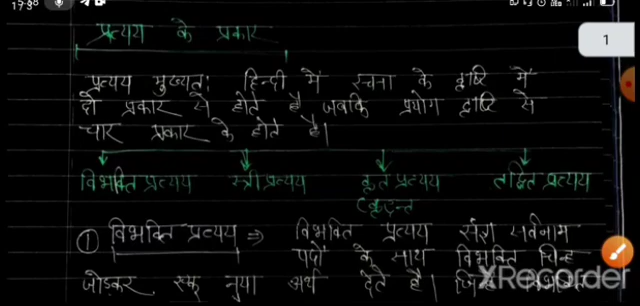 17:38
1
प्रत्यय के प्रकार
प्रत्यय मुख्यतः हिन्दी में रचना के दृष्टि में
दो प्रकार से होते है जबकि प्रयोग दृष्टि से
चार प्रकार के होते है।
विभक्ति प्रत्यय स्त्री प्रत्यय कृत प्रत्यय तद्धित प्रत्यय
कृदन्त
① विभक्ति प्रत्यय ⇒ विभक्ति प्रत्यय संज्ञा सर्वनाम
पदों के साथ विभक्ति चिन्ह
जोड़कर एक नुया अर्थ देते है।
XRecorder